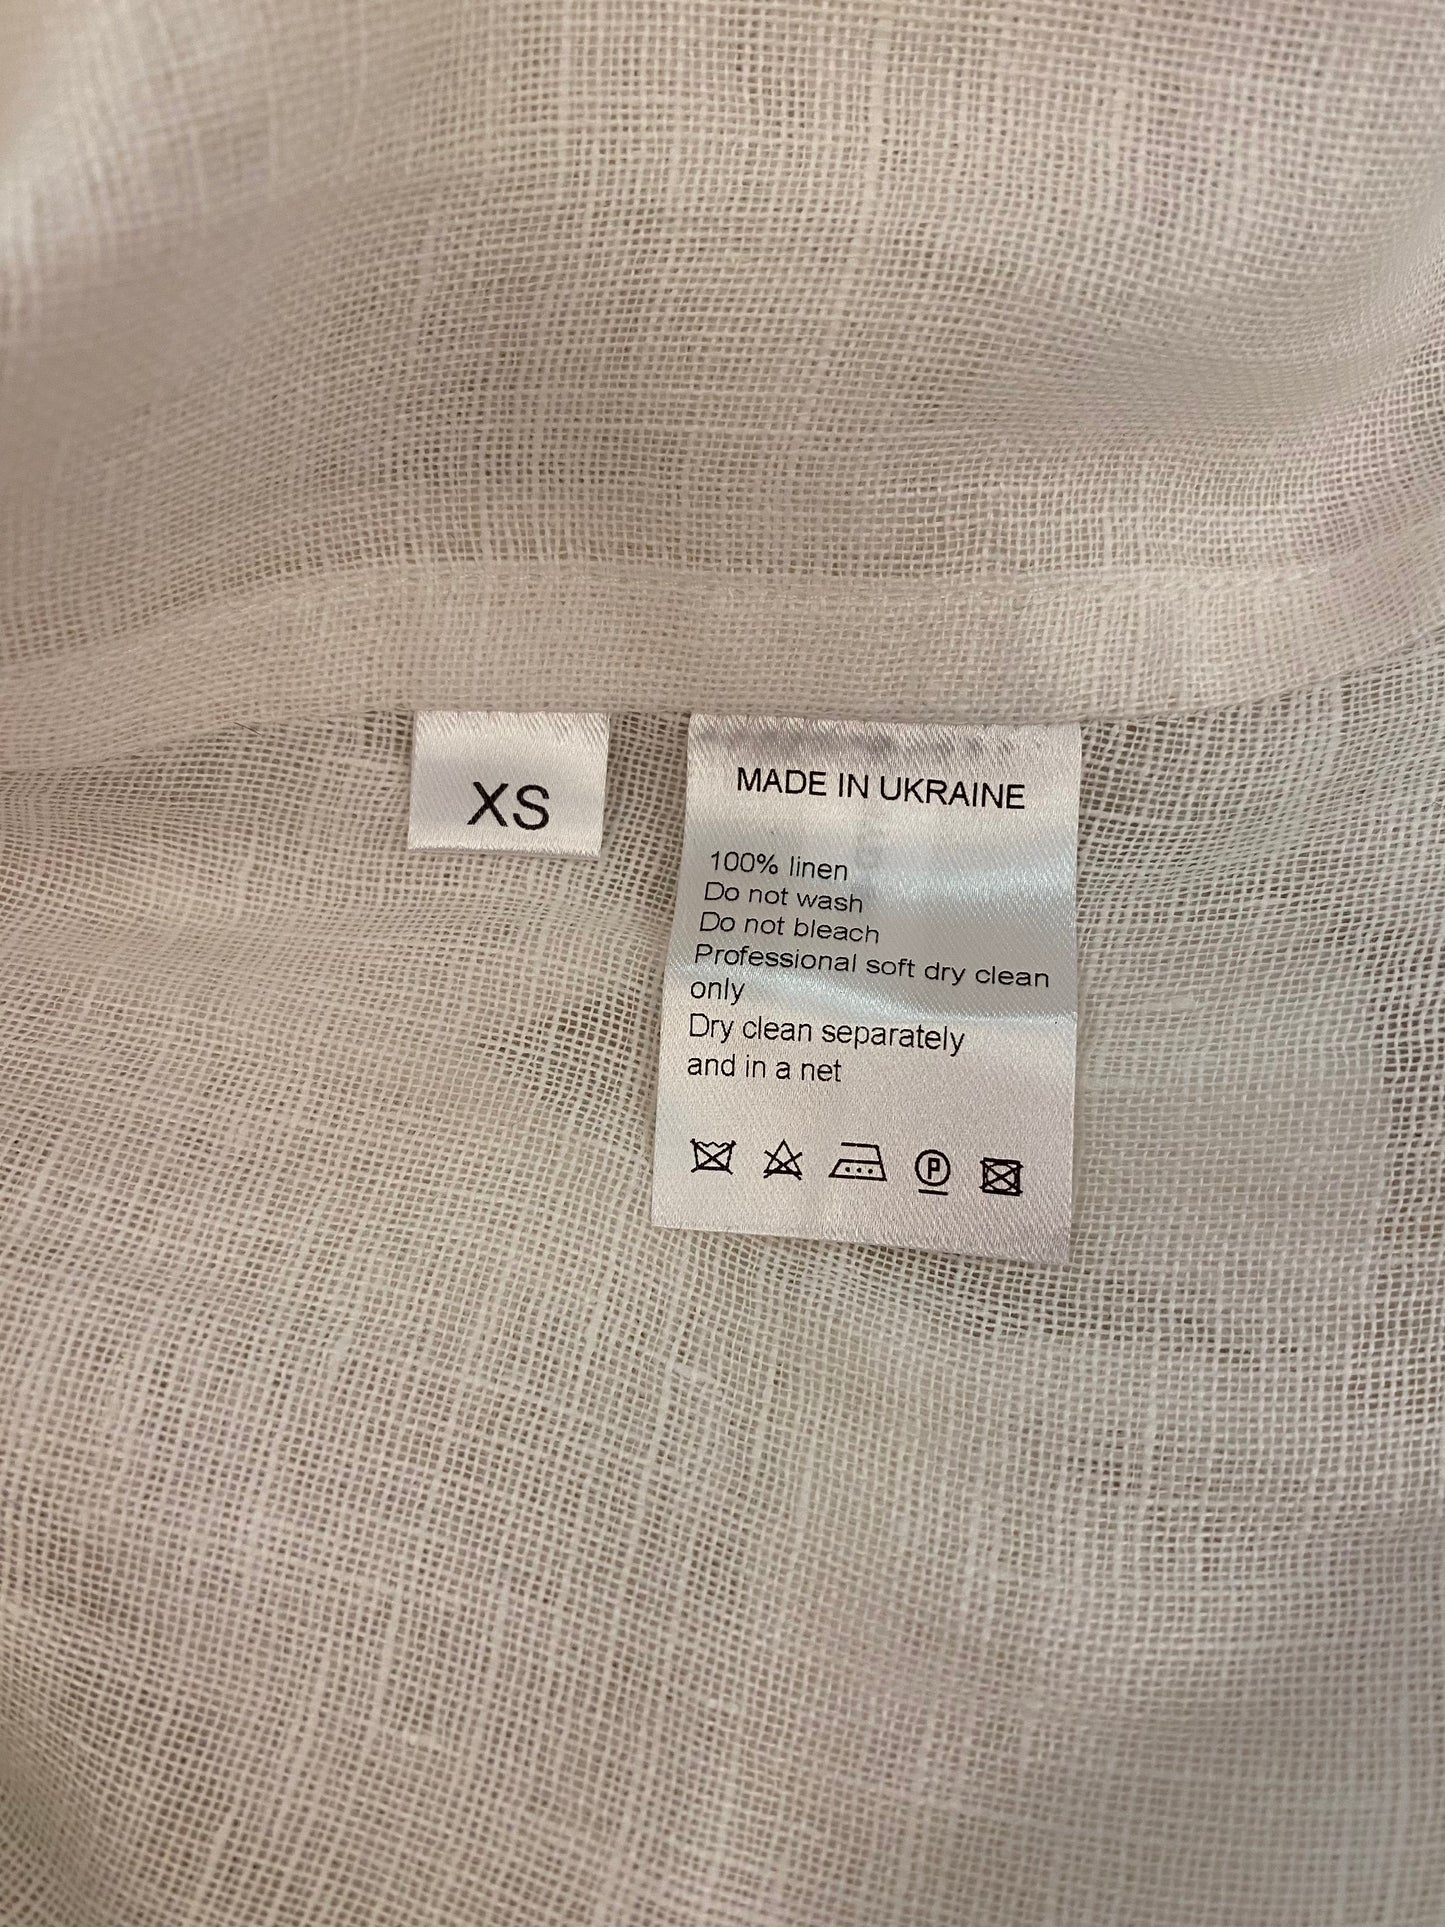 XS
MADE IN UKRAINE
100% linen
Do not wash
Do not bleach
Professional soft dry clean
only
Dry clean separately
and in a net
P